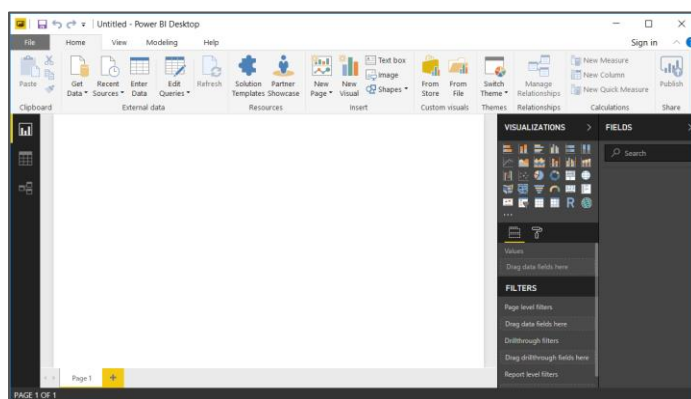 Untitled - Power BI Desktop
File Home View Modeling Help Sign in
Paste
Get Data
Recent Sources
Enter Data
Edit Queries
Refresh
Solution Templates
Partner Showcase
New Page
New Visual
Text box
Image
Shapes
From Store
From File
Switch Theme
Manage Relationships
New Measure
New Column
New Quick Measure
Publish
Clipboard External data Resources Insert Custom visuals Themes Relationships Calculations Share
VISUALIZATIONS
R
Values
Drag data fields here
FILTERS
Page level filters
Drag data fields here
Drillthrough filters
Drag drillthrough fields here
Report level filters
FIELDS
Search
Page 1
PAGE 1 OF 1